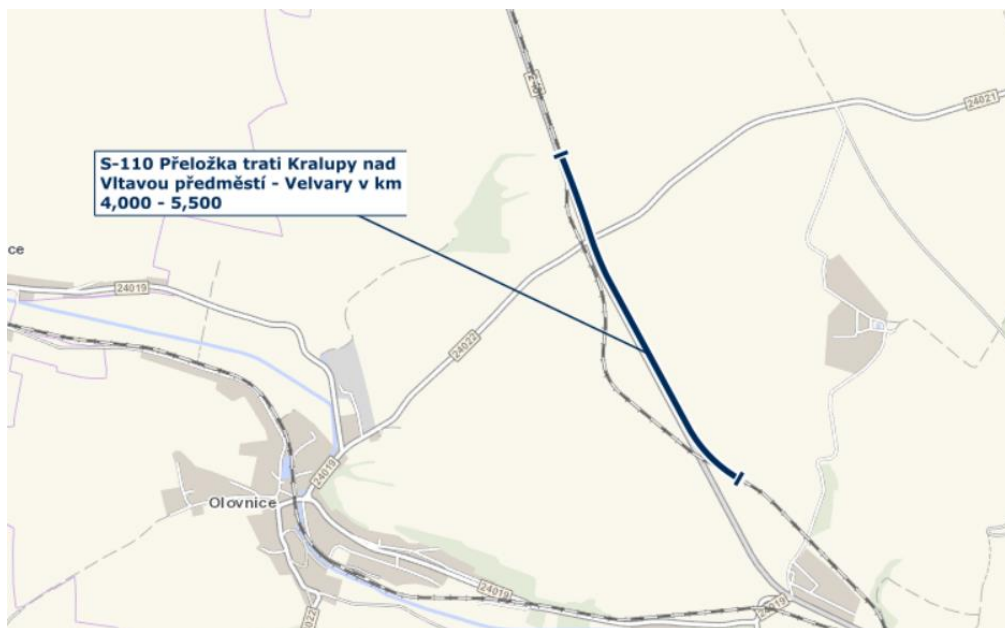 24021
S-110 Přeložka trati Kralupy nad
Vltavou předměstí - Velvary v km
4,000 - 5,500
ce
24019
24022
24019
Olovnice
24019
24019